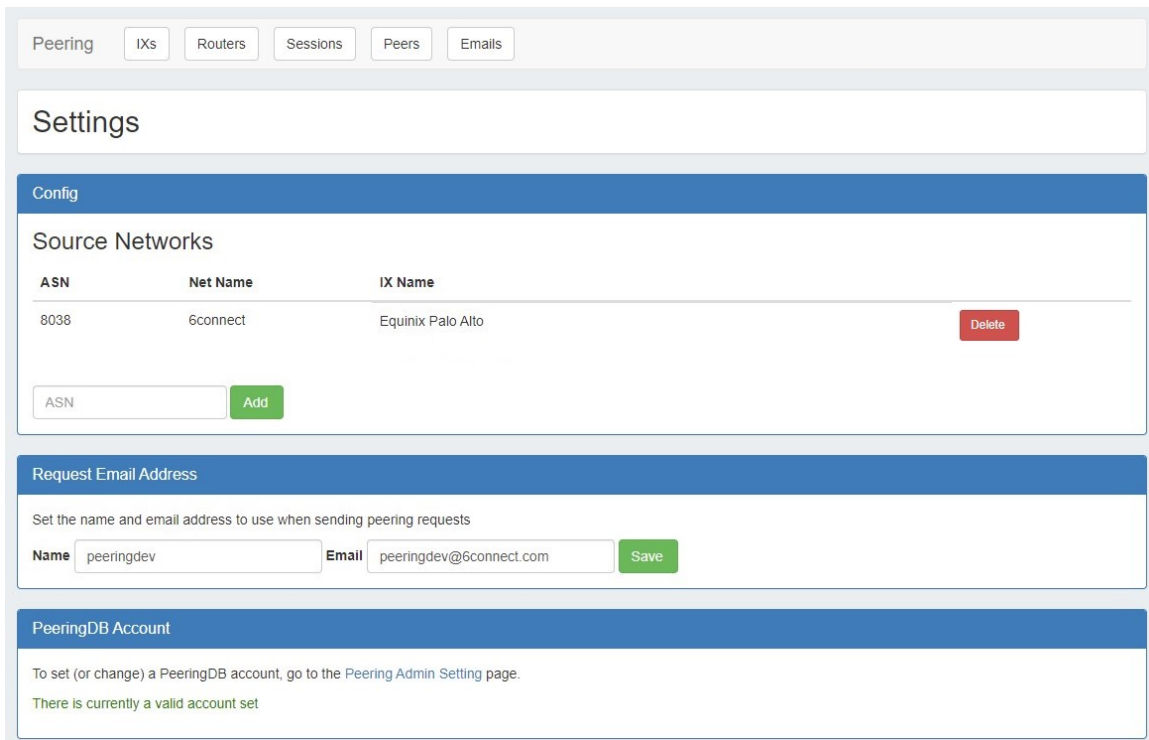 Peering IXs Routers Sessions Peers Emails
Settings
Config
Source Networks
ASN Net Name IX Name
8038 6connect Equinix Palo Alto Delete
ASN Add
Request Email Address
Set the name and email address to use when sending peering requests
Name peeringdev Email peeringdev@6connect.com Save
PeeringDB Account
To set (or change) a PeeringDB account, go to the Peering Admin Setting page.
There is currently a valid account set